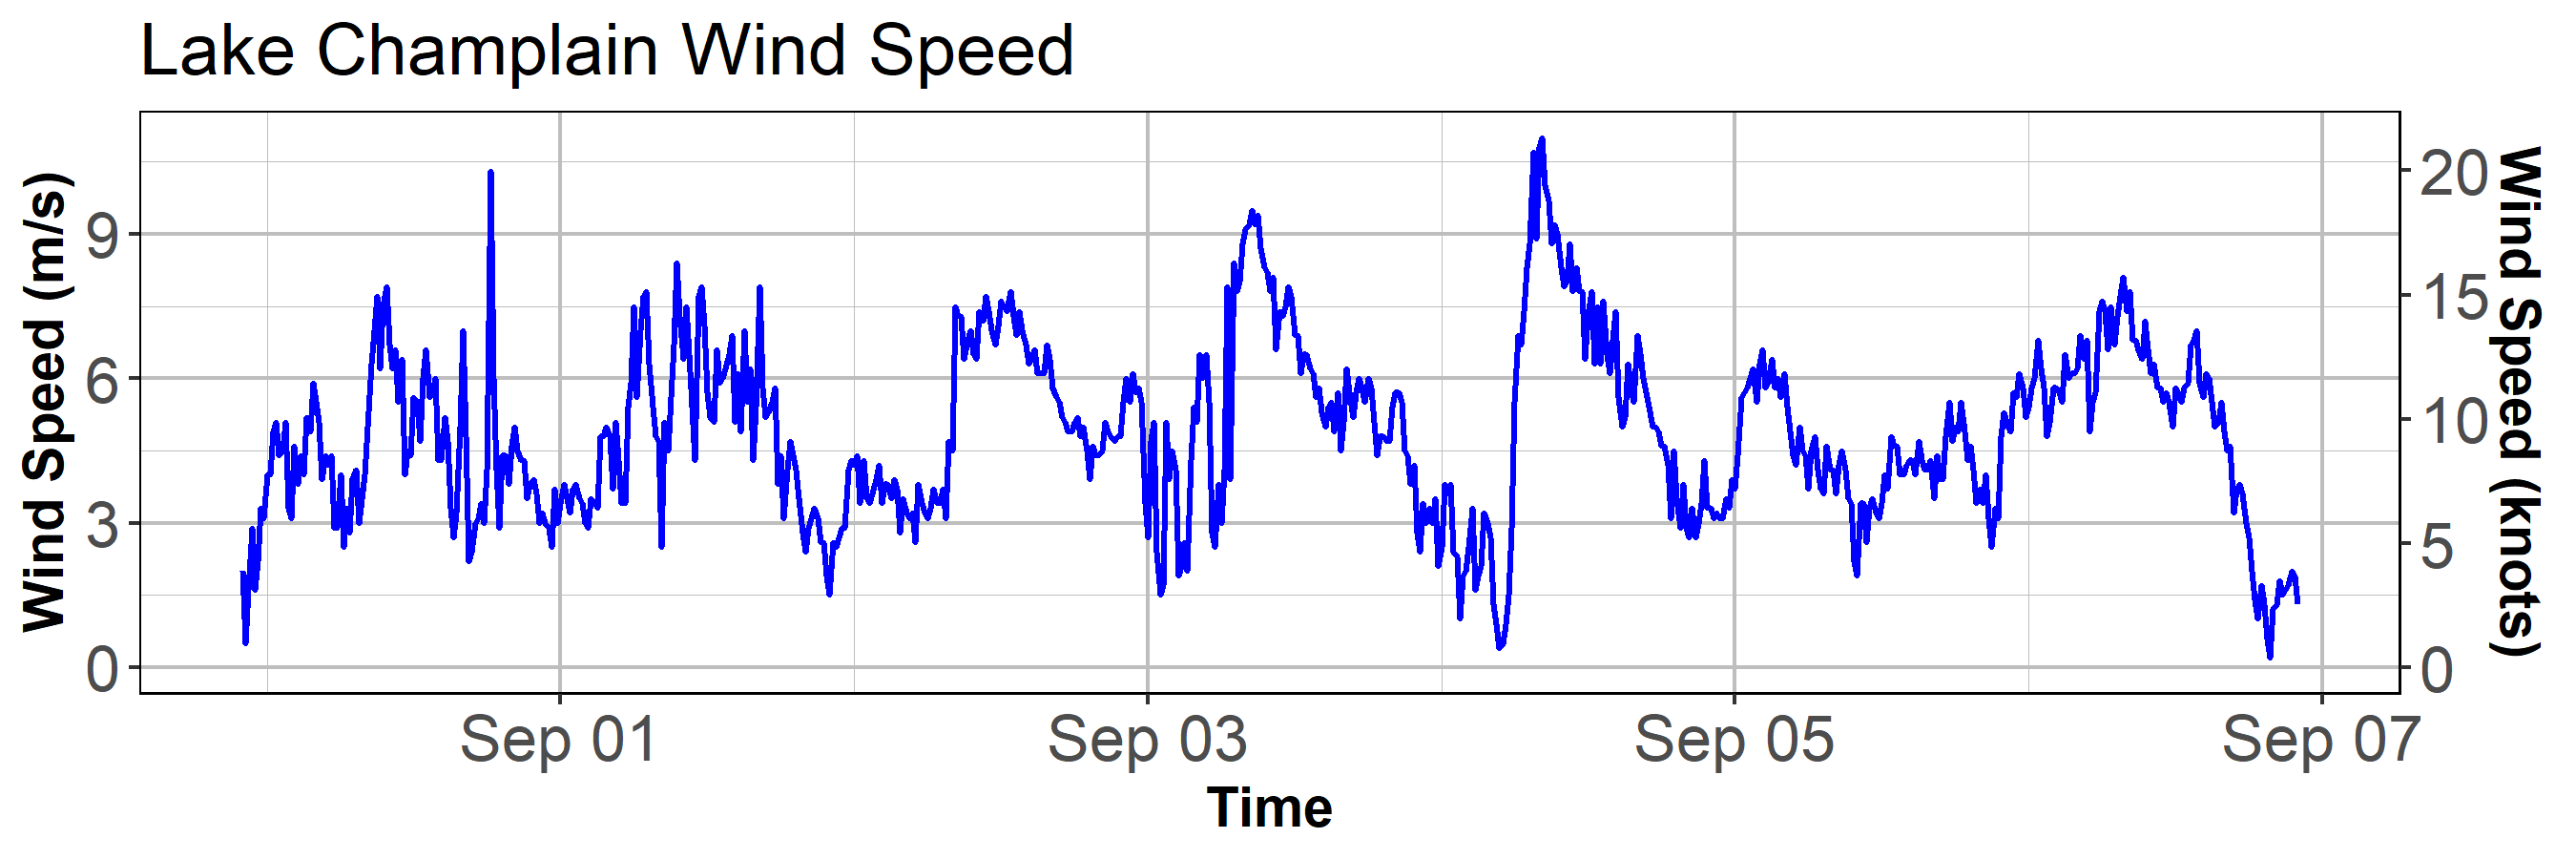 Lake Champlain Wind Speed
Wind Speed (m/s)
9
6
3
0
20
15
10
5
0
Wind Speed (knots)
Sep 01
Sep 03
Sep 05
Sep 07
Time